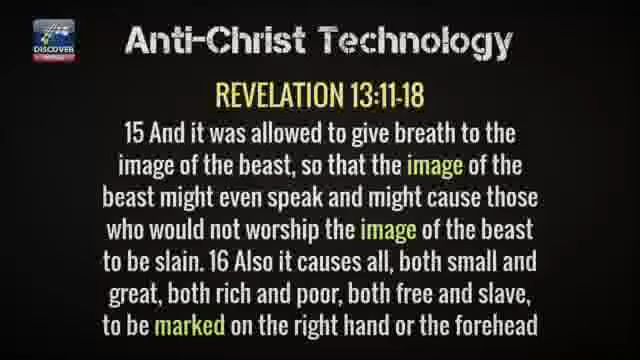 DISCOVER
Anti-Christ Technology
REVELATION 13:11-18
15 And it was allowed to give breath to the
image of the beast, so that the image of the
beast might even speak and might cause those
who would not worship the image of the beast
to be slain. 16 Also it causes all, both small and
great, both rich and poor, both free and slave,
to be marked on the right hand or the forehead